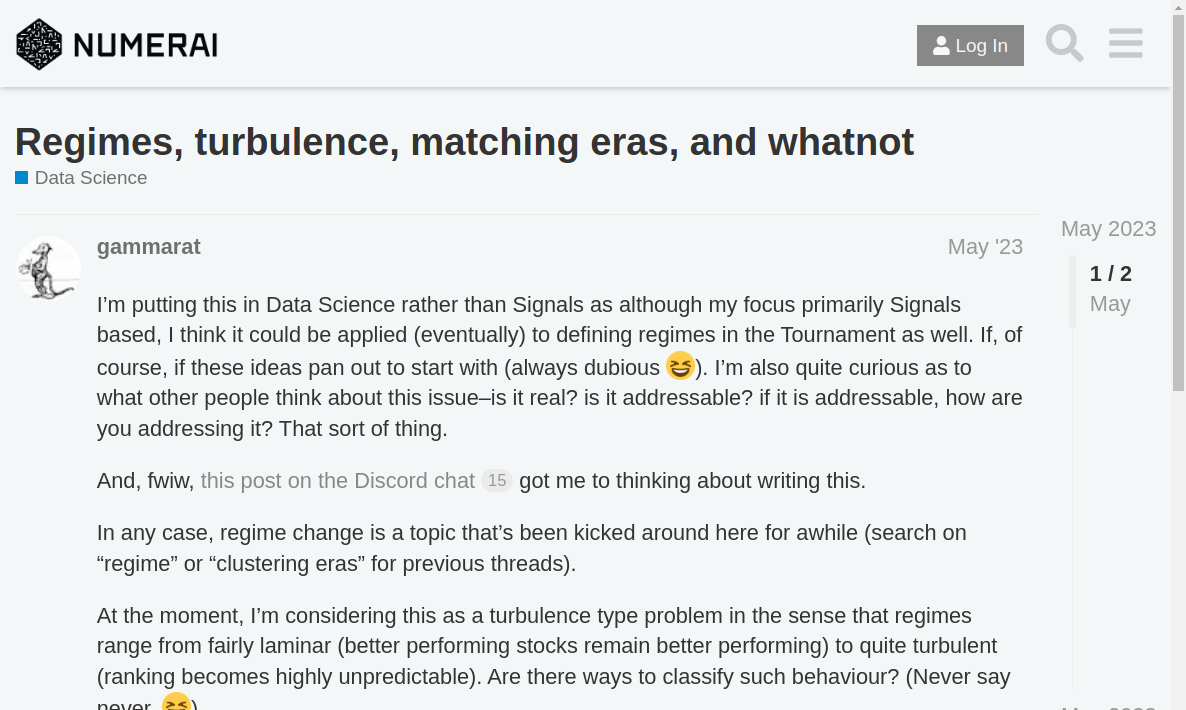 NUMERAI
Log In
Regimes, turbulence, matching eras, and whatnot
Data Science
gammarat
May '23
I’m putting this in Data Science rather than Signals as although my focus primarily Signals
based, I think it could be applied (eventually) to defining regimes in the Tournament as well. If, of
course, if these ideas pan out to start with (always dubious 😆). I’m also quite curious as to
what other people think about this issue–is it real? is it addressable? if it is addressable, how are
you addressing it? That sort of thing.
And, fwiw, this post on the Discord chat 15 got me to thinking about writing this.
In any case, regime change is a topic that’s been kicked around here for awhile (search on
“regime” or “clustering eras” for previous threads).
At the moment, I’m considering this as a turbulence type problem in the sense that regimes
range from fairly laminar (better performing stocks remain better performing) to quite turbulent
(ranking becomes highly unpredictable). Are there ways to classify such behaviour? (Never say
never 😆)
May 2023
1 / 2
May
May 2023